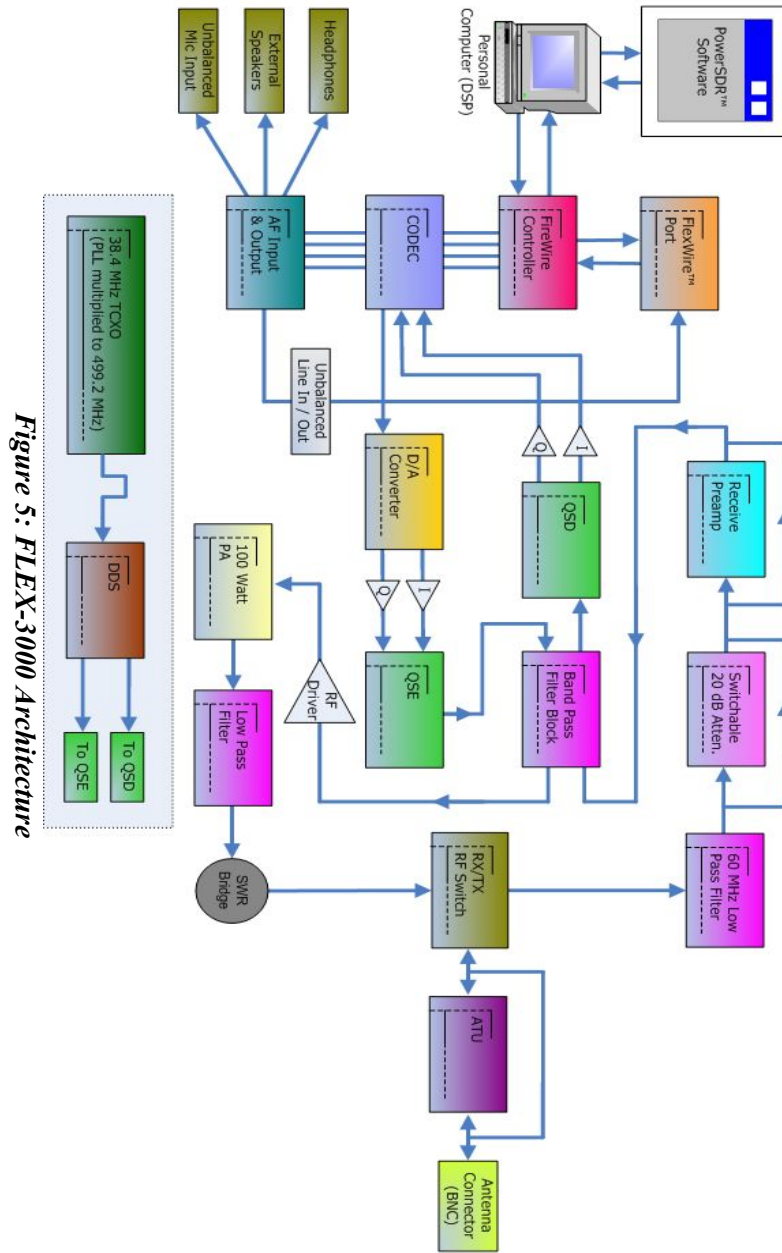 PowerSDR™
Software
Personal
Computer (DSP)
FlexWire™
Port
FireWire
Controller
CODEC
AF Input
& Output
Headphones
External
Speakers
Unbalanced
Mic Input
Unbalanced
Line In / Out
Receive
Preamp
Switchable
20 dB Atten.
60 MHz Low
Pass Filter
I
Q
QSD
Band Pass
Filter Block
D/A
Converter
I
Q
QSE
RF
Driver
100 Watt
PA
Low Pass
Filter
SWR
Bridge
RX/TX
RF Switch
ATU
Antenna
Connector
(BNC)
38.4 MHz TCXO
(PLL multiplied to 499.2 MHz)
DDS
To QSD
To QSE
Figure 5: FLEX-3000 Architecture